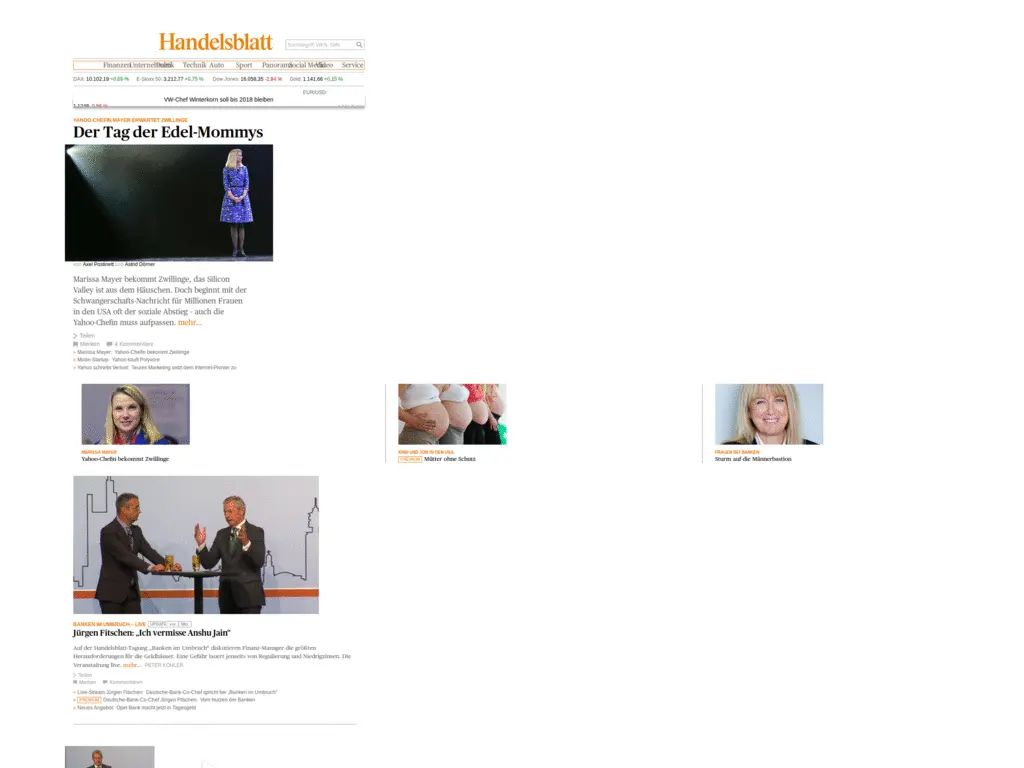 Handelsblatt
Suchbegriff, WKN, ISIN
Finanzen Unternehmen Politik Technik Auto Sport Panorama Social Media Video Service
DAX: 10.102,19 +0,65 % E-Stoxx 50: 3.212,77 +0,75 % Dow Jones: 16.058,35 -2,84 % Gold: 1.141,66 +0,15 %
EUR/USD:
VW-Chef Winterkorn soll bis 2018 bleiben
YAHOO-CHEFIN MAYER ERWARTET ZWILLINGE
Der Tag der Edel-Mommys
von Axel Postinett und Astrid Dörner
Marissa Mayer bekommt Zwillinge, das Silicon
Valley ist aus dem Häuschen. Doch beginnt mit der
Schwangerschafts-Nachricht für Millionen Frauen
in den USA oft der soziale Abstieg – auch die
Yahoo-Chefin muss aufpassen. mehr…
Teilen
Merken 4 Kommentare
» Marissa Mayer: Yahoo-Chefin bekommt Zwillinge
» Mode-Startup: Yahoo kauft Polyvore
» Yahoo schreibt Verlust: Teures Marketing setzt dem Internet-Pionier zu
MARISSA MAYER
Yahoo-Chefin bekommt Zwillinge
KIND UND JOB IN DEN USA
PREMIUM Mütter ohne Schutz
FRAUEN BEI BANKEN
Sturm auf die Männerbastion
BANKEN IM UMBRUCH – LIVE UPDATE vor 1 Min.
Jürgen Fitschen: „Ich vermisse Anshu Jain“
Auf der Handelsblatt-Tagung „Banken im Umbruch“ diskutieren Finanz-Manager die größten
Herausforderungen für die Geldhäuser. Eine Gefahr lauert jenseits von Regulierung und Niedrigzinsen. Die
Veranstaltung live. mehr… PETER KÖHLER
Teilen
Merken Kommentieren
» Live-Stream Jürgen Fitschen: Deutsche-Bank-Co-Chef spricht bei „Banken im Umbruch“
» PREMIUM Deutsche-Bank-Co-Chef Jürgen Fitschen: Vom Nutzen der Banken
» Neues Angebot: Opel Bank macht jetzt in Tagesgeld